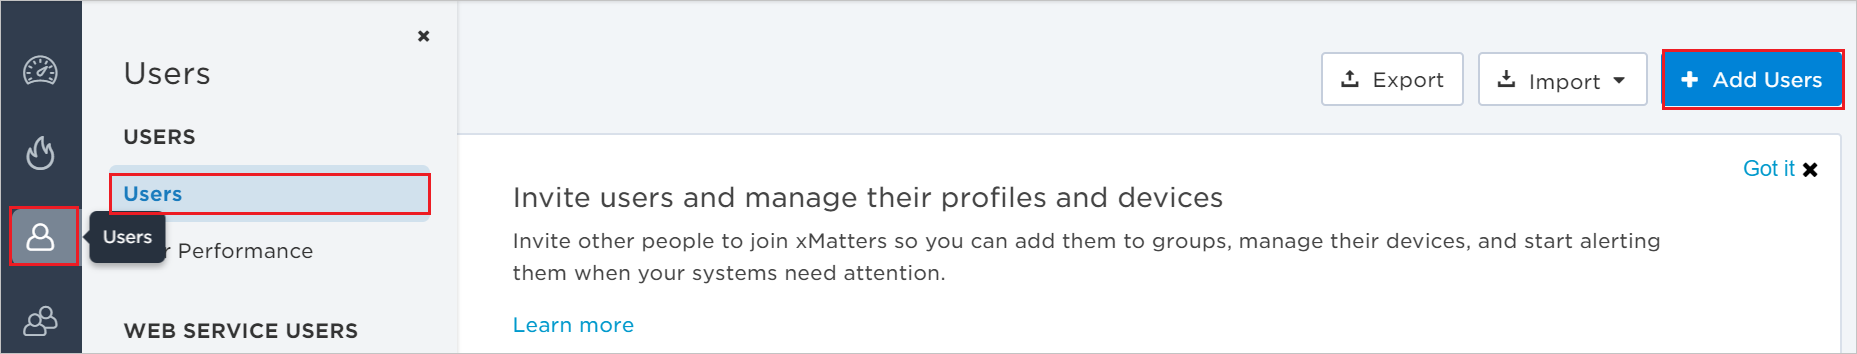 Users
USERS
Users
Users
r Performance
WEB SERVICE USERS
Export
Import
Add Users
Got it
Invite users and manage their profiles and devices
Invite other people to join xMatters so you can add them to groups, manage their devices, and start alerting
them when your systems need attention.
Learn more